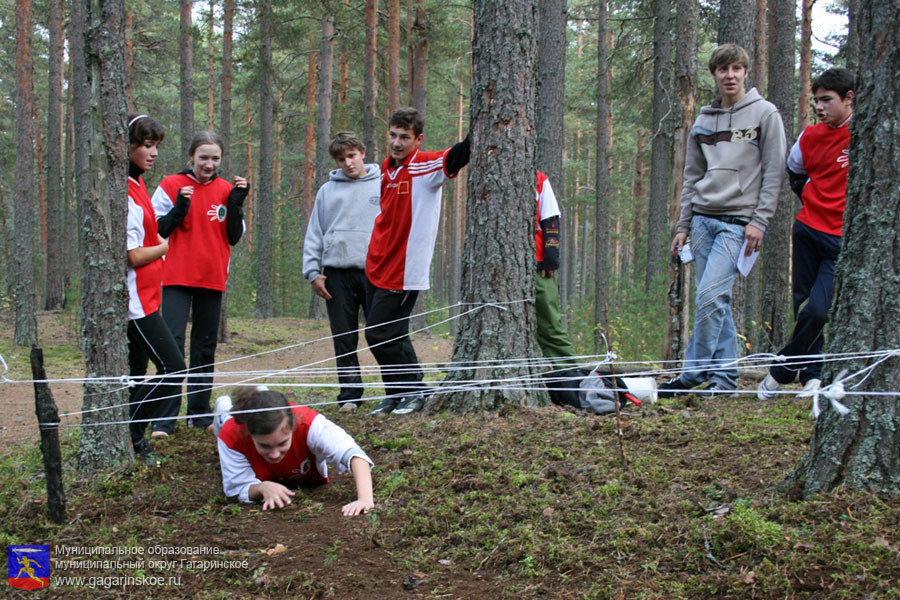 Муниципальное образование
муниципальный округ Гагаринское
www.gagarinskoe.ru